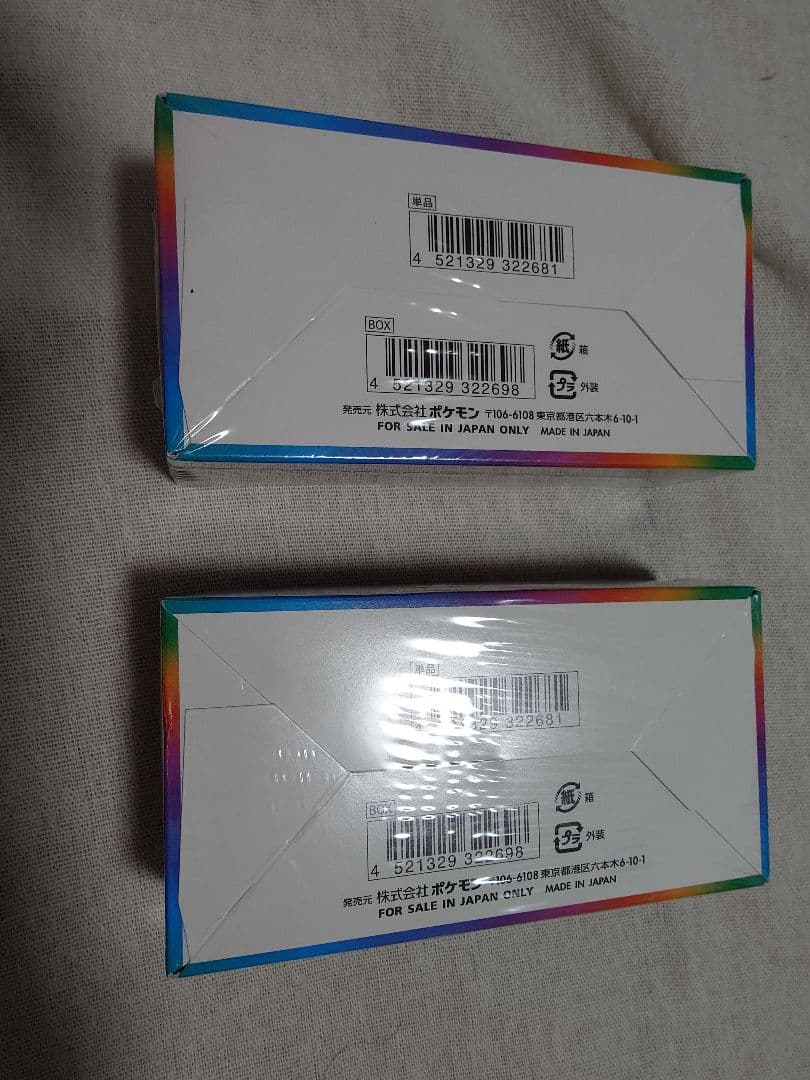 単品
4 521329 322681
BOX
4 521329 322698
紙 箱
プラ 外装
発売元 株式会社ポケモン 〒106-6108 東京都港区六本木6-10-1
FOR SALE IN JAPAN ONLY MADE IN JAPAN
単品
4 521329 322681
BOX
4 521329 322698
紙 箱
プラ 外装
発売元 株式会社ポケモン 〒106-6108 東京都港区六本木6-10-1
FOR SALE IN JAPAN ONLY MADE IN JAPAN